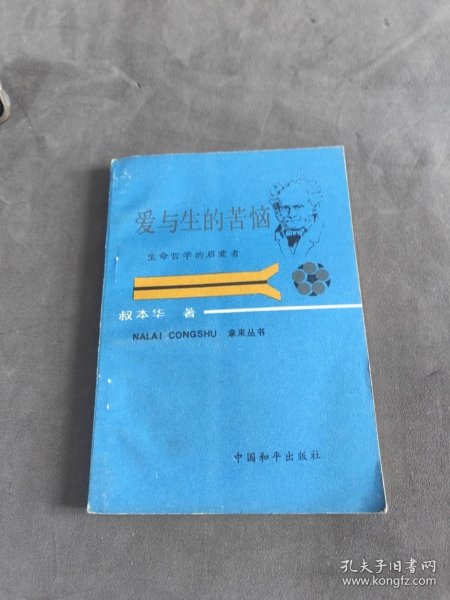 爱与生的苦恼
生命哲学的启蒙者
叔本华 著
NALAI CONGSHU 拿来丛书
中国和平出版社
孔夫子旧书网
www.kongfz.com